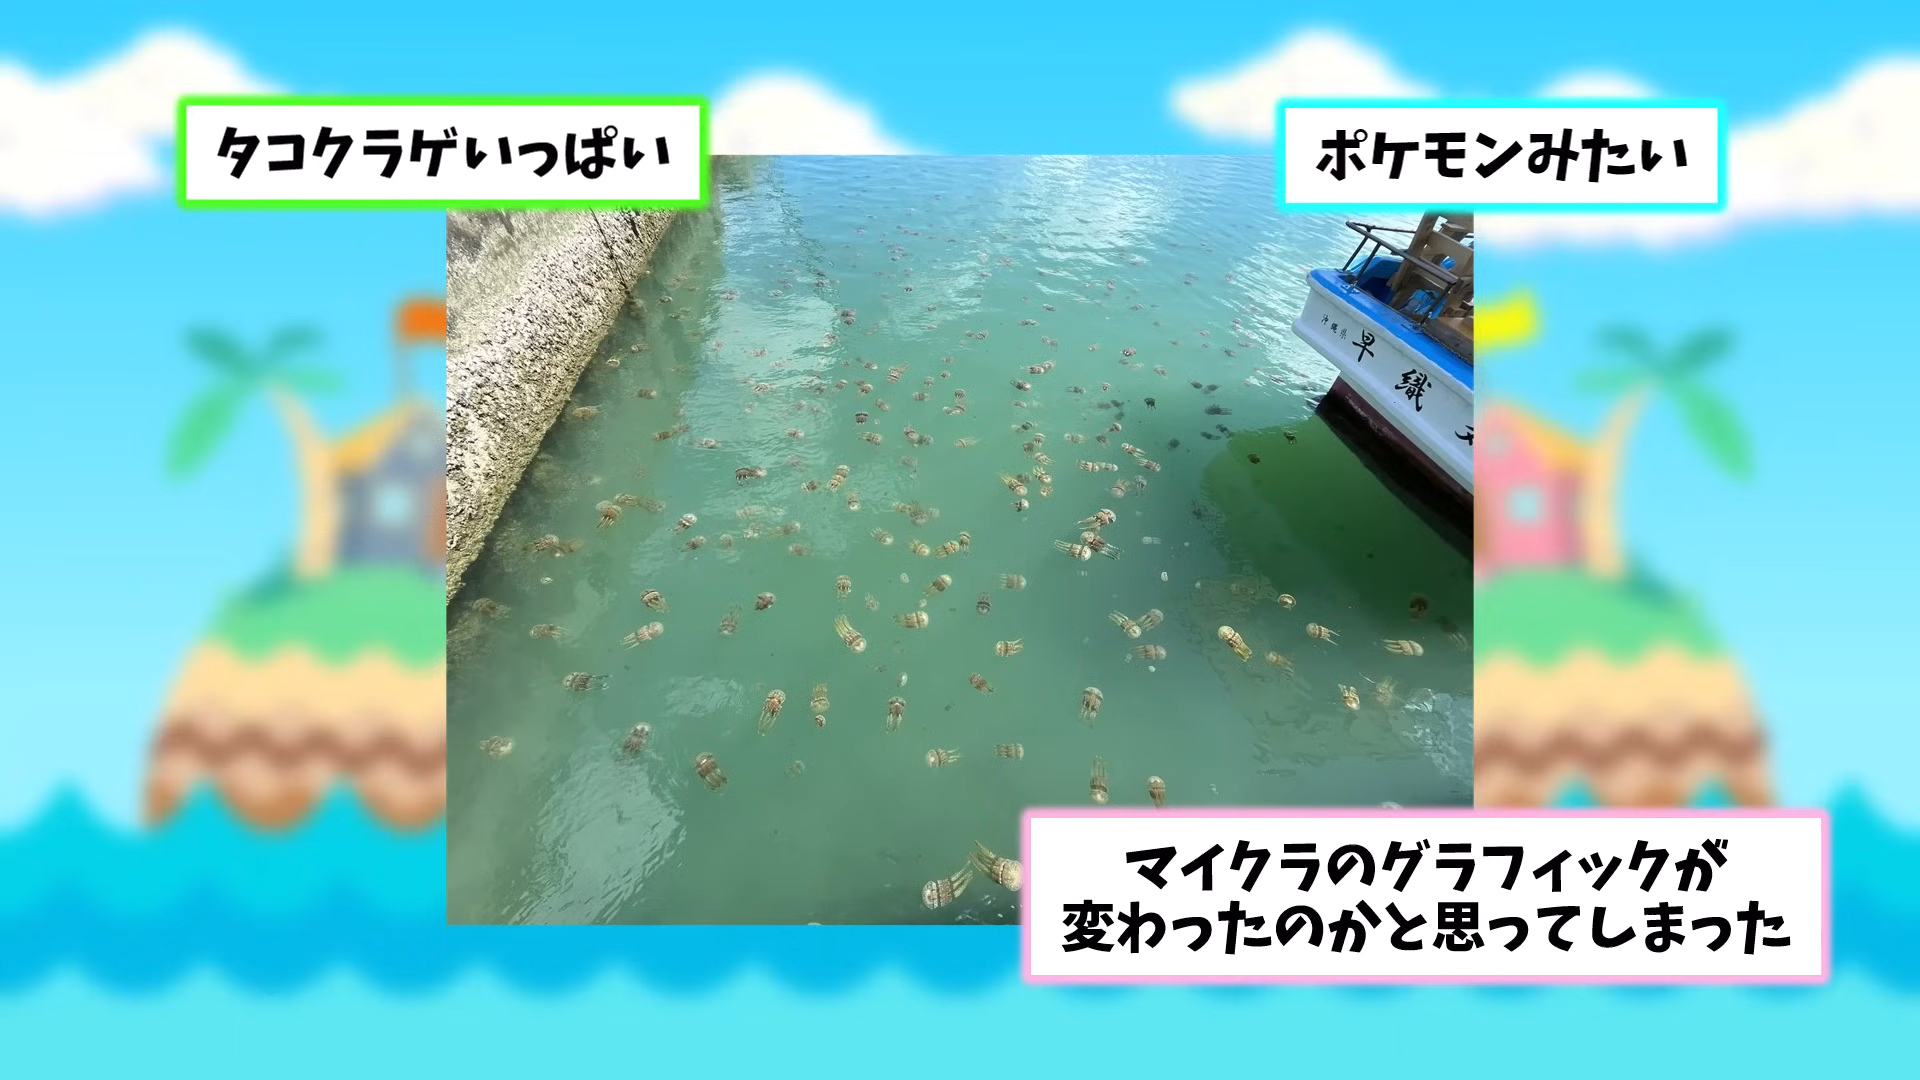 タコクラゲいっぱい
ポケモンみたい
沖縄県
早織
マイクラのグラフィックが
変わったのかと思ってしまった